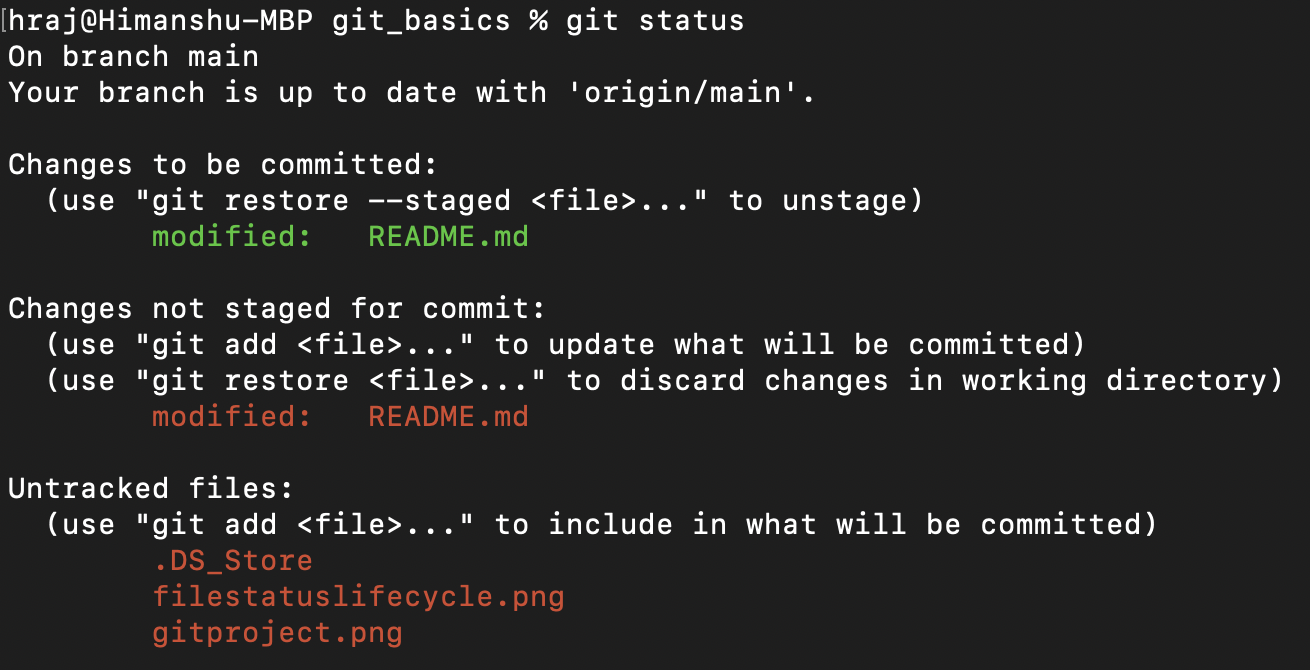 [hraj@Himanshu-MBP git_basics % git status
On branch main
Your branch is up to date with 'origin/main'.

Changes to be committed:
  (use "git restore --staged <file>..." to unstage)
        modified:   README.md

Changes not staged for commit:
  (use "git add <file>..." to update what will be committed)
  (use "git restore <file>..." to discard changes in working directory)
        modified:   README.md

Untracked files:
  (use "git add <file>..." to include in what will be committed)
        .DS_Store
        filestatuslifecycle.png
        gitproject.png